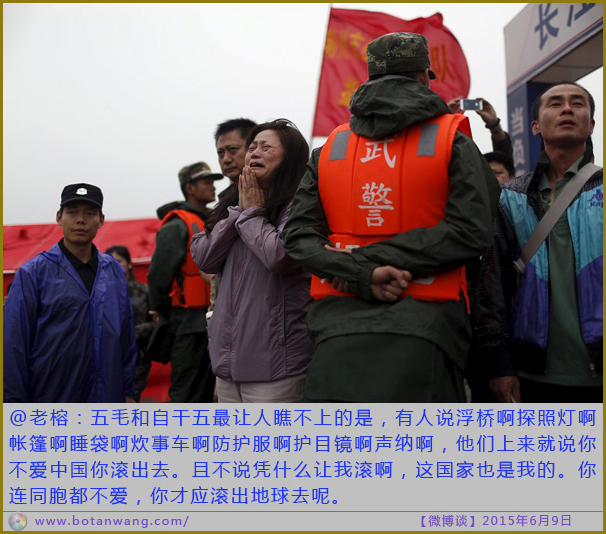 长江
武
警
@老榕：五毛和自干五最让人瞧不上的是，有人说浮桥啊探照灯啊
帐篷啊睡袋啊炊事车啊防护服啊护目镜啊声纳啊，他们上来就说你
不爱中国你滚出去。且不说凭什么让我滚啊，这国家也是我的。你
连同胞都不爱，你才应滚出地球去呢。
www.botanwang.com/
【微博谈】2015年6月9日